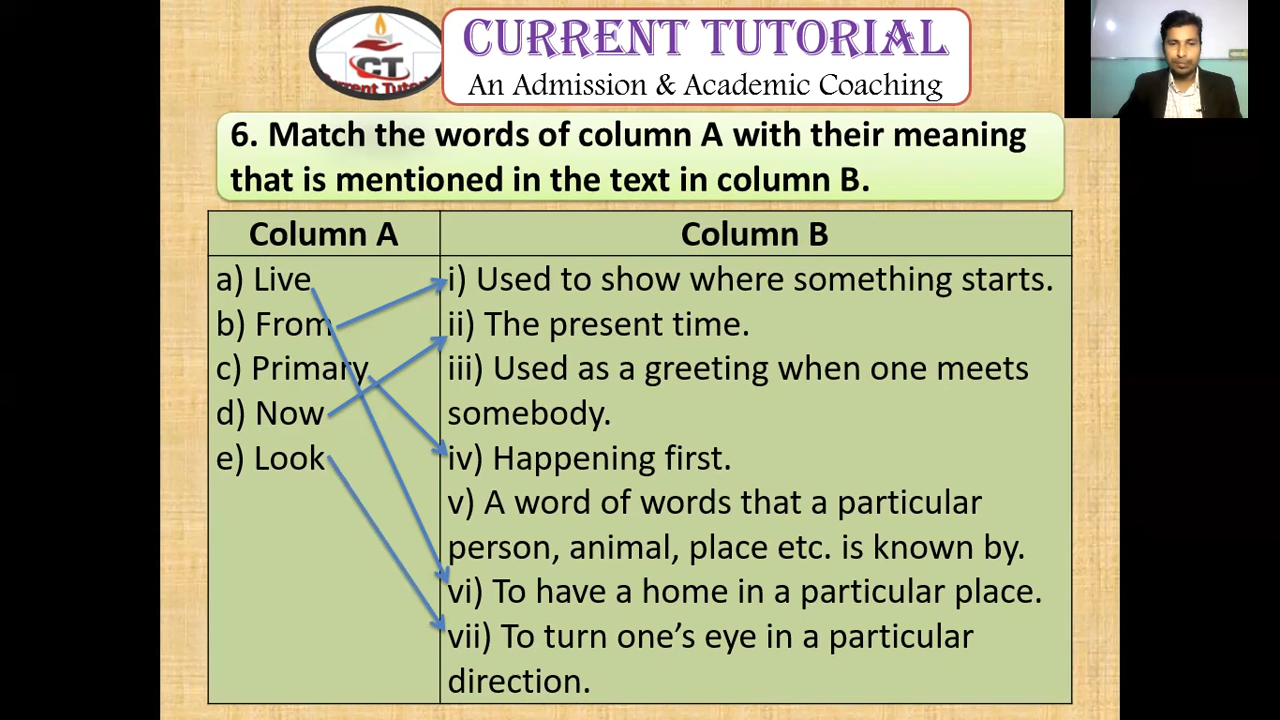 CURRENT TUTORIAL
An Admission & Academic Coaching
CT
6. Match the words of column A with their meaning
that is mentioned in the text in column B.
Column A
Column B
a) Live
i) Used to show where something starts.
b) From
ii) The present time.
c) Primary
iii) Used as a greeting when one meets
somebody.
d) Now
e) Look
iv) Happening first.
v) A word of words that a particular
person, animal, place etc. is known by.
vi) To have a home in a particular place.
vii) To turn one’s eye in a particular
direction.